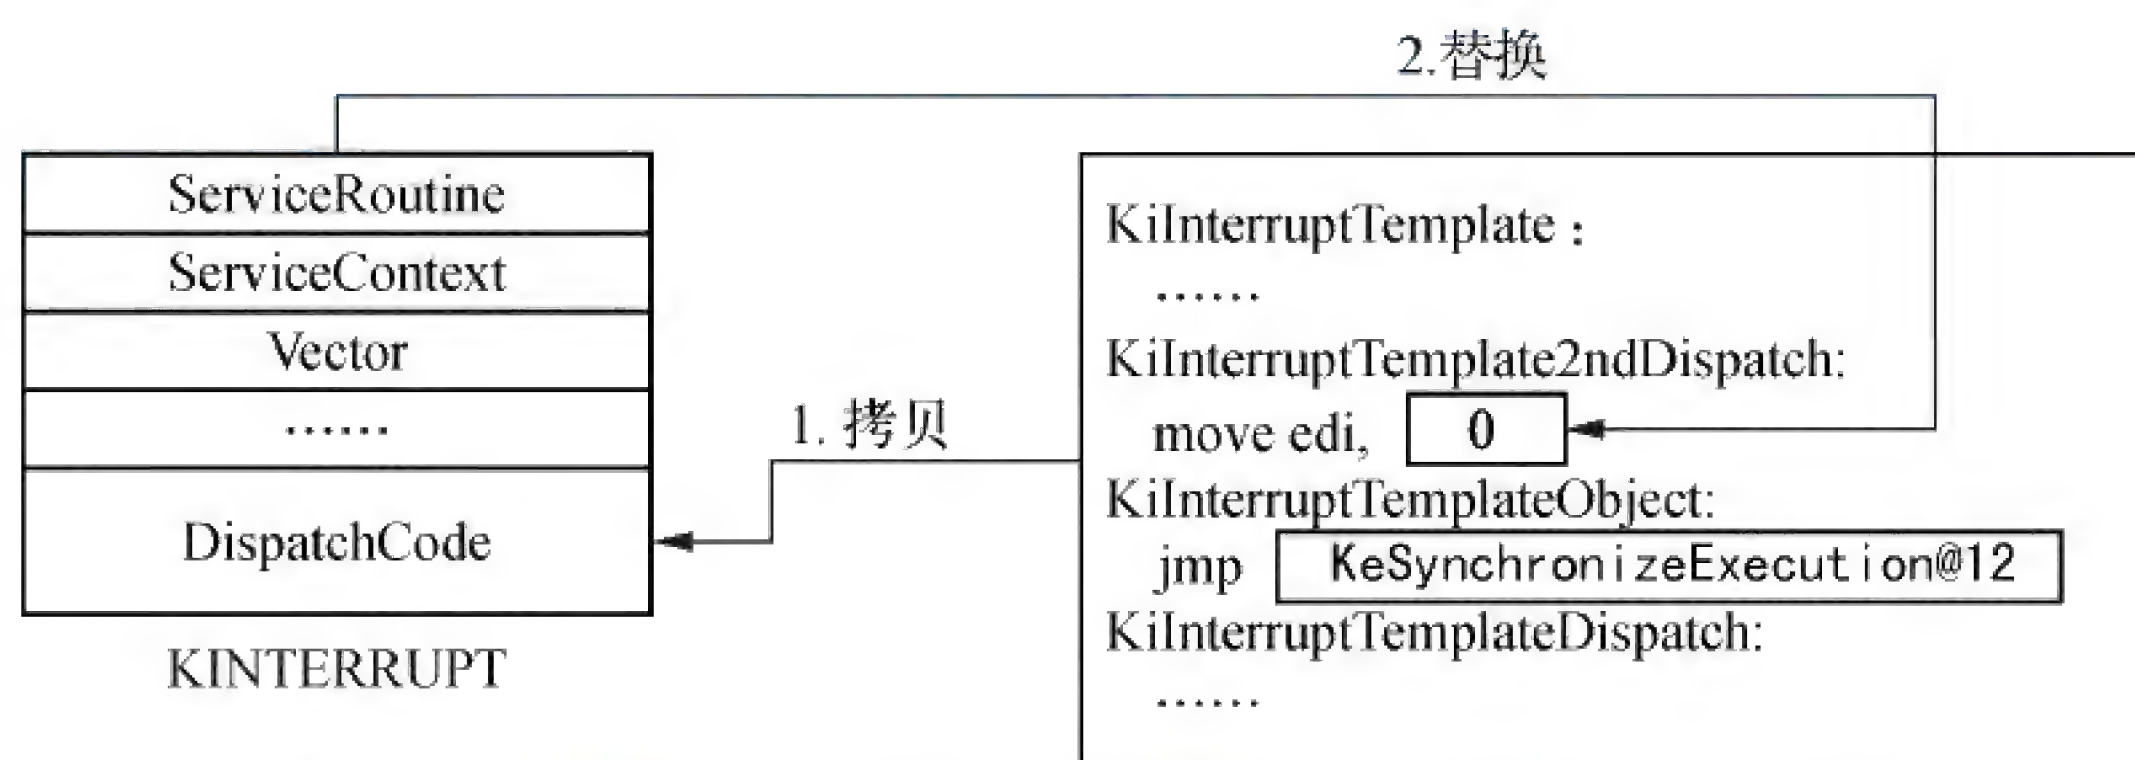 2.替换
ServiceRoutine
ServiceContext
Vector
……
DispatchCode
KINTERRUPT
1. 拷贝
KiInterruptTemplate：
……
KiInterruptTemplate2ndDispatch:
move edi, 0
KiInterruptTemplateObject:
jmp KeSynchronizeExecution@12
KiInterruptTemplateDispatch:
……